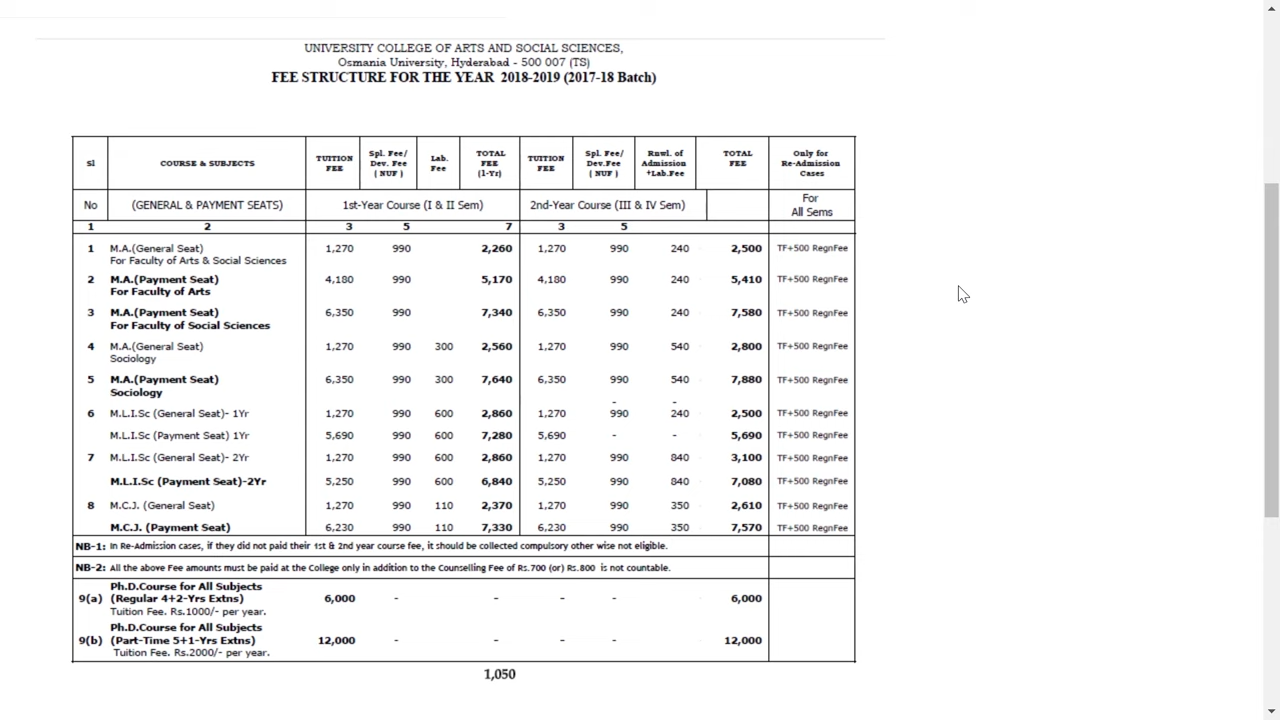 UNIVERSITY COLLEGE OF ARTS AND SOCIAL SCIENCES,
Osmania University, Hyderabad - 500 007 (TS)
FEE STRUCTURE FOR THE YEAR 2018-2019 (2017-18 Batch)
Sl COURSE & SUBJECTS TUITION FEE Spl. Fee/ Dev. Fee ( NUF ) Lab. Fee TOTAL FEE (1-Yr) TUITION FEE Spl. Fee/ Dev.Fee ( NUF ) Rnwl. of Admission +Lab.Fee TOTAL FEE Only for Re-Admission Cases
No (GENERAL & PAYMENT SEATS) 1st-Year Course (I & II Sem) 2nd-Year Course (III & IV Sem) For All Sems
1 2 3 5 7 3 5
1 M.A.(General Seat) 1,270 990 2,260 1,270 990 240 2,500 TF+500 RegnFee
For Faculty of Arts & Social Sciences
2 M.A.(Payment Seat) 4,180 990 5,170 4,180 990 240 5,410 TF+500 RegnFee
For Faculty of Arts
3 M.A.(Payment Seat) 6,350 990 7,340 6,350 990 240 7,580 TF+500 RegnFee
For Faculty of Social Sciences
4 M.A.(General Seat) 1,270 990 300 2,560 1,270 990 540 2,800 TF+500 RegnFee
Sociology
5 M.A.(Payment Seat) 6,350 990 300 7,640 6,350 990 540 7,880 TF+500 RegnFee
Sociology
- -
6 M.L.I.Sc (General Seat)- 1Yr 1,270 990 600 2,860 1,270 990 240 2,500 TF+500 RegnFee
M.L.I.Sc (Payment Seat) 1Yr 5,690 990 600 7,280 5,690 - - 5,690 TF+500 RegnFee
7 M.L.I.Sc (General Seat)- 2Yr 1,270 990 600 2,860 1,270 990 840 3,100 TF+500 RegnFee
M.L.I.Sc (Payment Seat)-2Yr 5,250 990 600 6,840 5,250 990 840 7,080 TF+500 RegnFee
8 M.C.J. (General Seat) 1,270 990 110 2,370 1,270 990 350 2,610 TF+500 RegnFee
M.C.J. (Payment Seat) 6,230 990 110 7,330 6,230 990 350 7,570 TF+500 RegnFee
NB-1: In Re-Admission cases, if they did not paid their 1st & 2nd year course fee, it should be collected compulsory other wise not eligible.
NB-2: All the above Fee amounts must be paid at the College only in addition to the Counselling Fee of Rs.700 (or) Rs.800 is not countable.
Ph.D.Course for All Subjects
9(a) (Regular 4+2-Yrs Extns) 6,000 - - - - 6,000
Tuition Fee. Rs.1000/- per year.
Ph.D.Course for All Subjects
9(b) (Part-Time 5+1-Yrs Extns) 12,000 - - - - 12,000
Tuition Fee. Rs.2000/- per year.
1,050